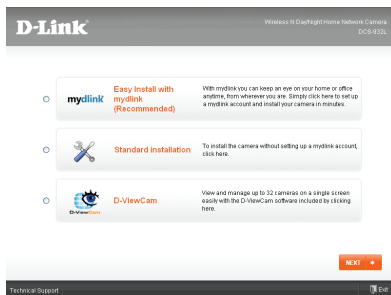 D-Link
Wireless N Day/Night Home Network Camera
DCS-932L
mydlink
Easy Install with
mydlink
(Recommended)
With mydlink you can keep an eye on your home or office
anytime, from wherever you are. Simply click here to set up
a mydlink account and install your camera in minutes.
Standard installation
To install the camera without setting up a mydlink account,
click here.
D-ViewCam
D-ViewCam
View and manage up to 32 cameras on a single screen
easily with the D-ViewCam software included by clicking
here.
NEXT
Technical Support
Exit